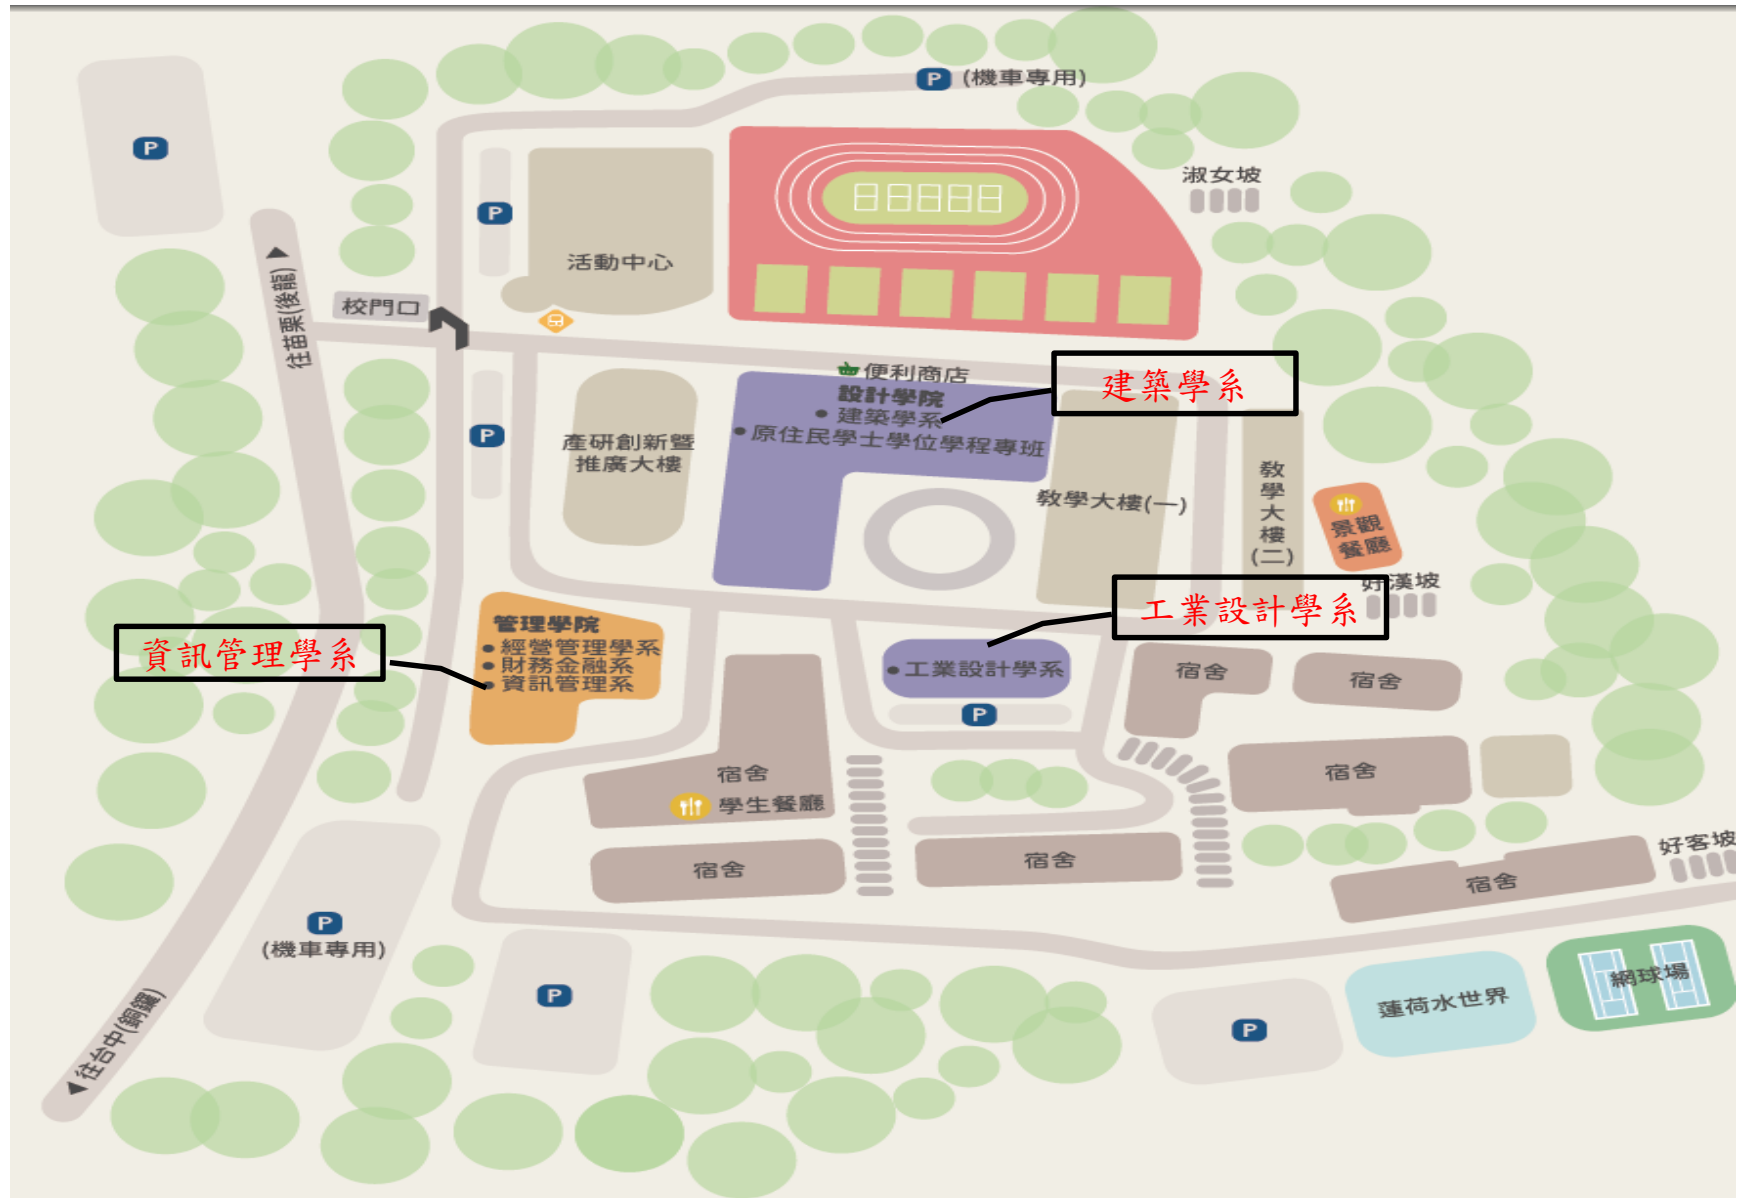 P (機車專用)
P
淑女坡
P
活動中心
往苗栗(後龍)
校門口
便利商店
建築學系
設計學院
• 建築學系
• 原住民學士學位學程專班
P
產研創新暨
推廣大樓
教學大樓(一)
教學大樓(二)
景觀
餐廳
好漢坡
工業設計學系
管理學院
• 經營管理學系
• 財務金融系
• 資訊管理系
資訊管理學系
• 工業設計學系
P
宿舍
宿舍
宿舍
學生餐廳
宿舍
宿舍
宿舍
好客坡
宿舍
P
(機車專用)
P
往台中(銅鑼)
P
蓮荷水世界
網球場